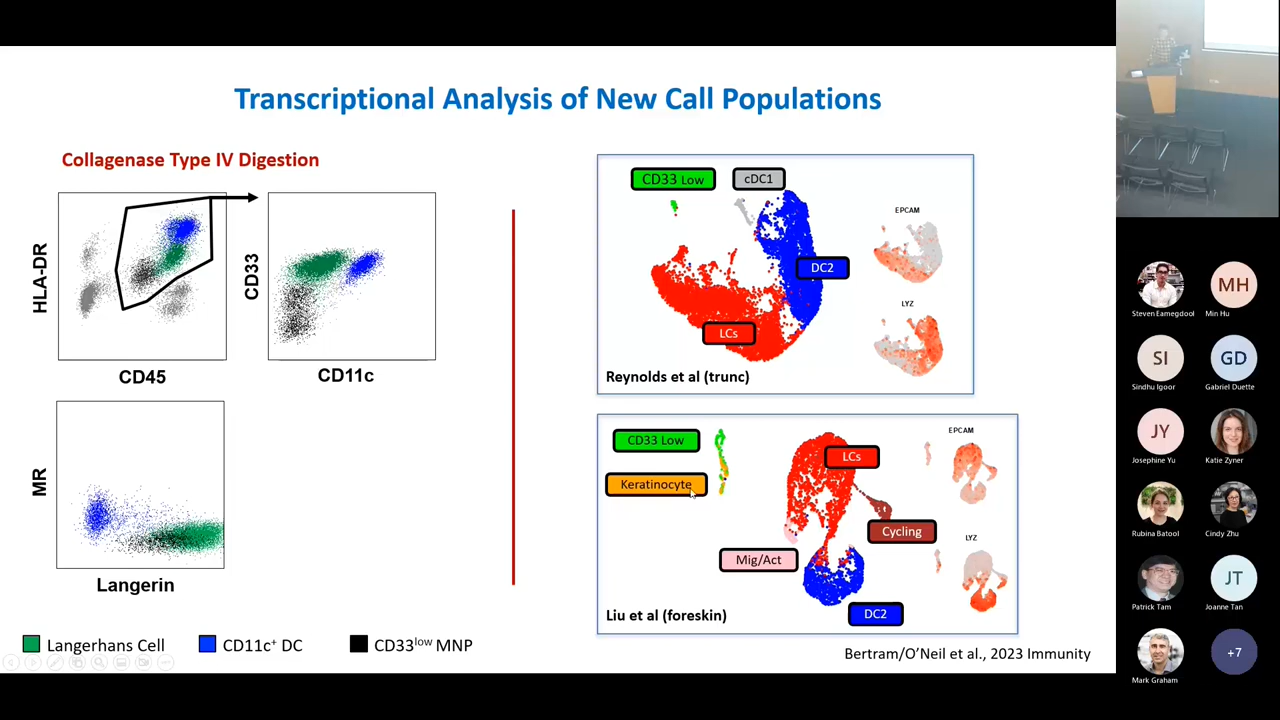 Transcriptional Analysis of New Call Populations
Collagenase Type IV Digestion
HLA-DR
CD45
CD33
CD11c
MR
Langerin
Langerhans Cell
CD11c+ DC
CD33low MNP
CD33 Low
cDC1
DC2
LCs
EPCAM
LYZ
Reynolds et al (trunc)
CD33 Low
Keratinocyte
LCs
Cycling
Mig/Act
DC2
EPCAM
LYZ
Liu et al (foreskin)
Bertram/O'Neil et al., 2023 Immunity
Steven Eamegdool
MH
Min Hu
SI
Sindhu Igoor
GD
Gabriel Duette
JY
Josephine Yu
Katie Zyner
Rubina Batool
Cindy Zhu
Patrick Tam
JT
Joanne Tan
Mark Graham
+7